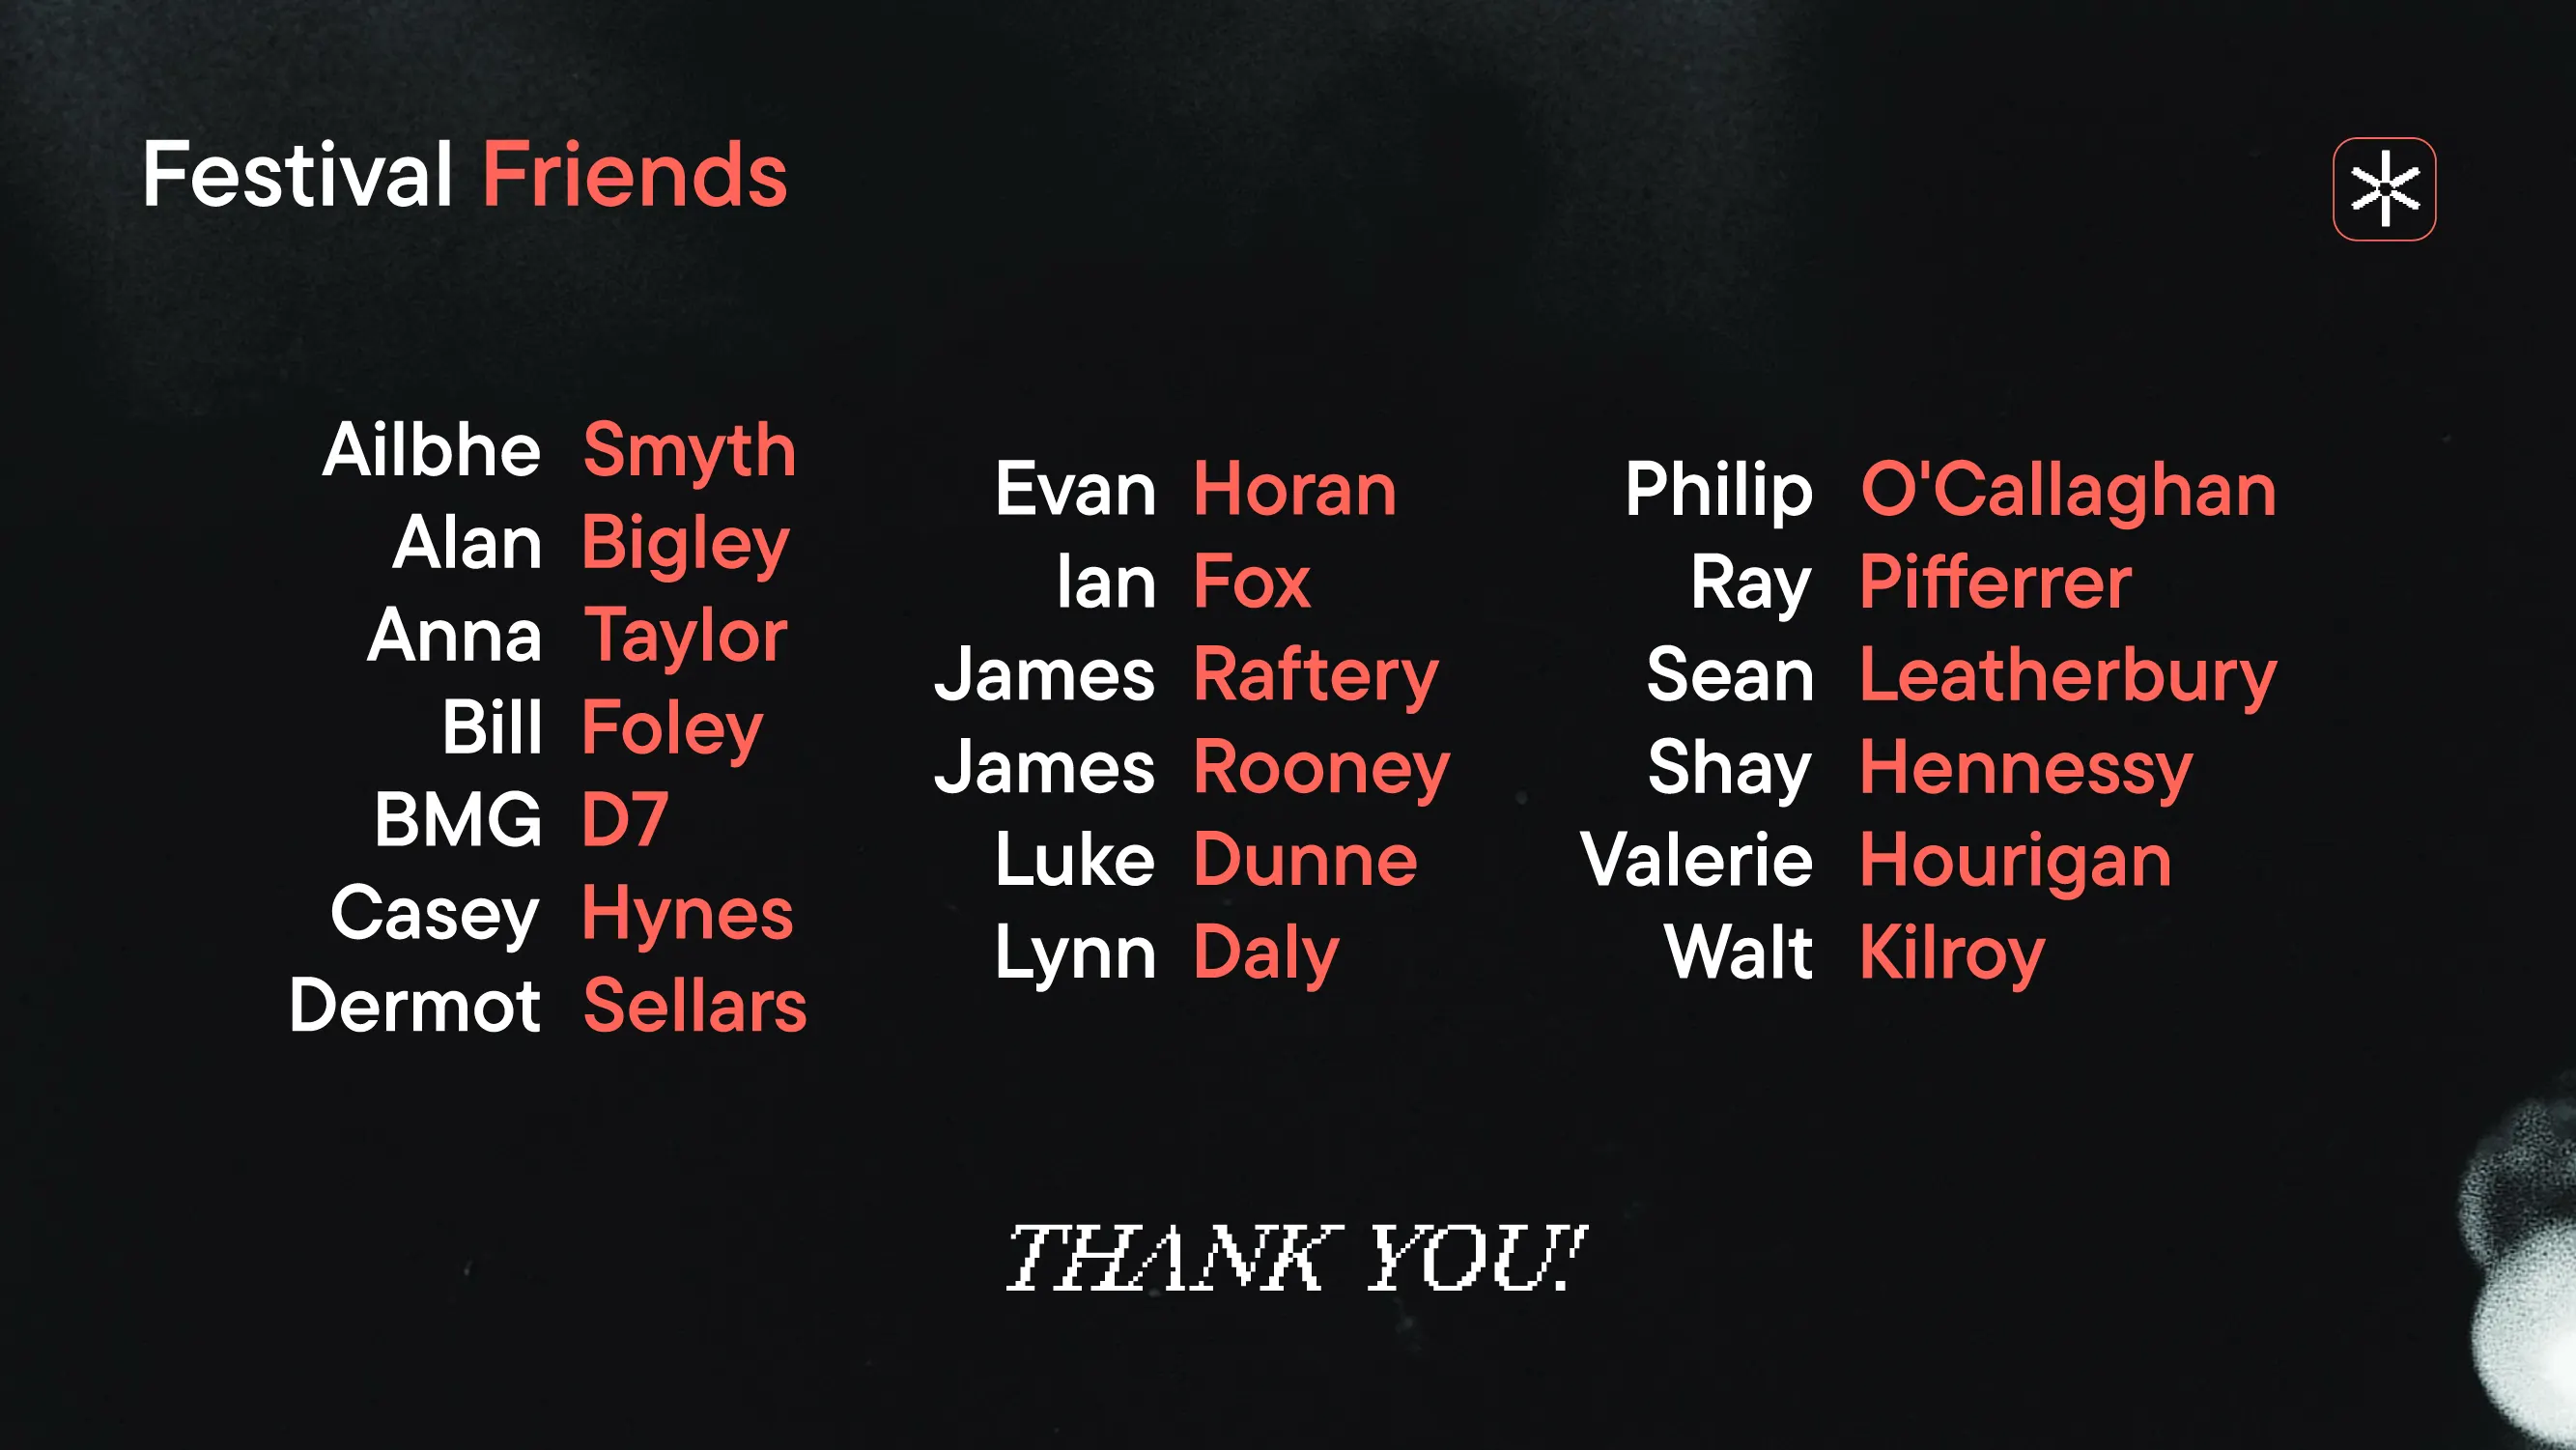 Festival Friends
Ailbhe Smyth
Alan Bigley
Anna Taylor
Bill Foley
BMG D7
Casey Hynes
Dermot Sellars
Evan Horan
Ian Fox
James Raftery
James Rooney
Luke Dunne
Lynn Daly
Philip O'Callaghan
Ray Pifferrer
Sean Leatherbury
Shay Hennessy
Valerie Hourigan
Walt Kilroy
THANK YOU!